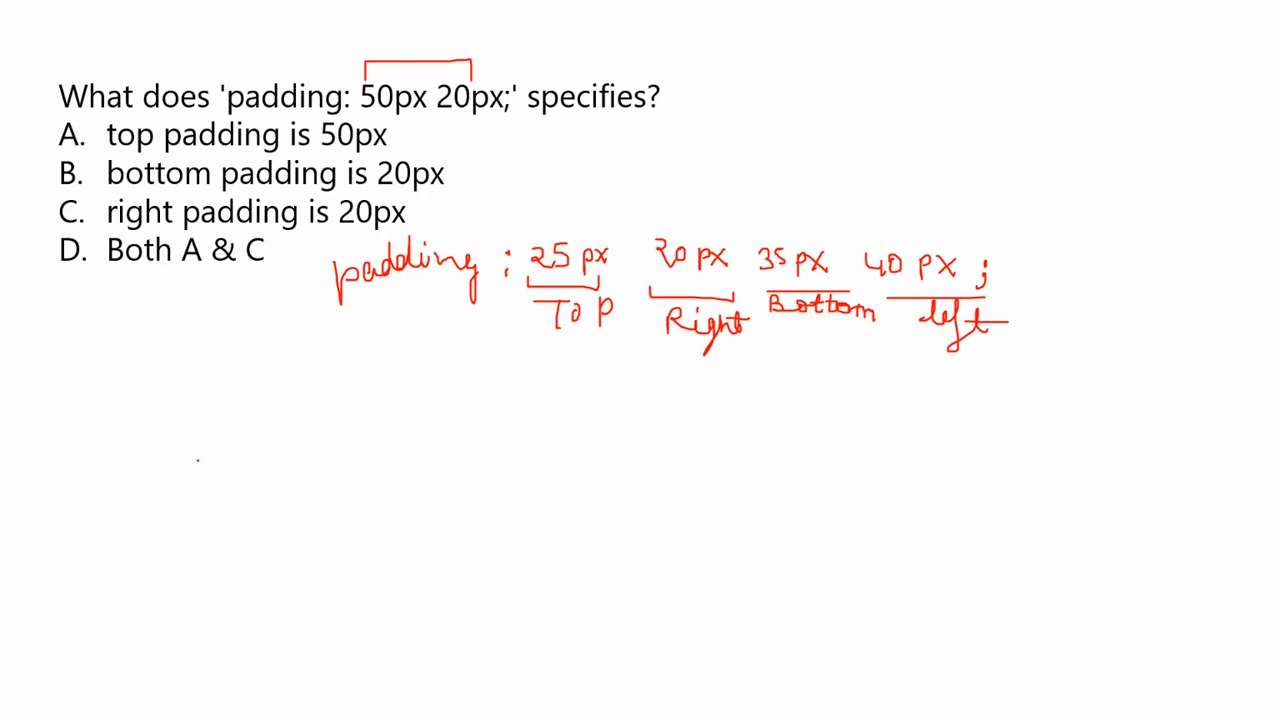 What does 'padding: 50px 20px;' specifies?
A. top padding is 50px
B. bottom padding is 20px
C. right padding is 20px
D. Both A & C
padding : 25 px 20 px 35 px 40 px ;
Top Right Bottom left